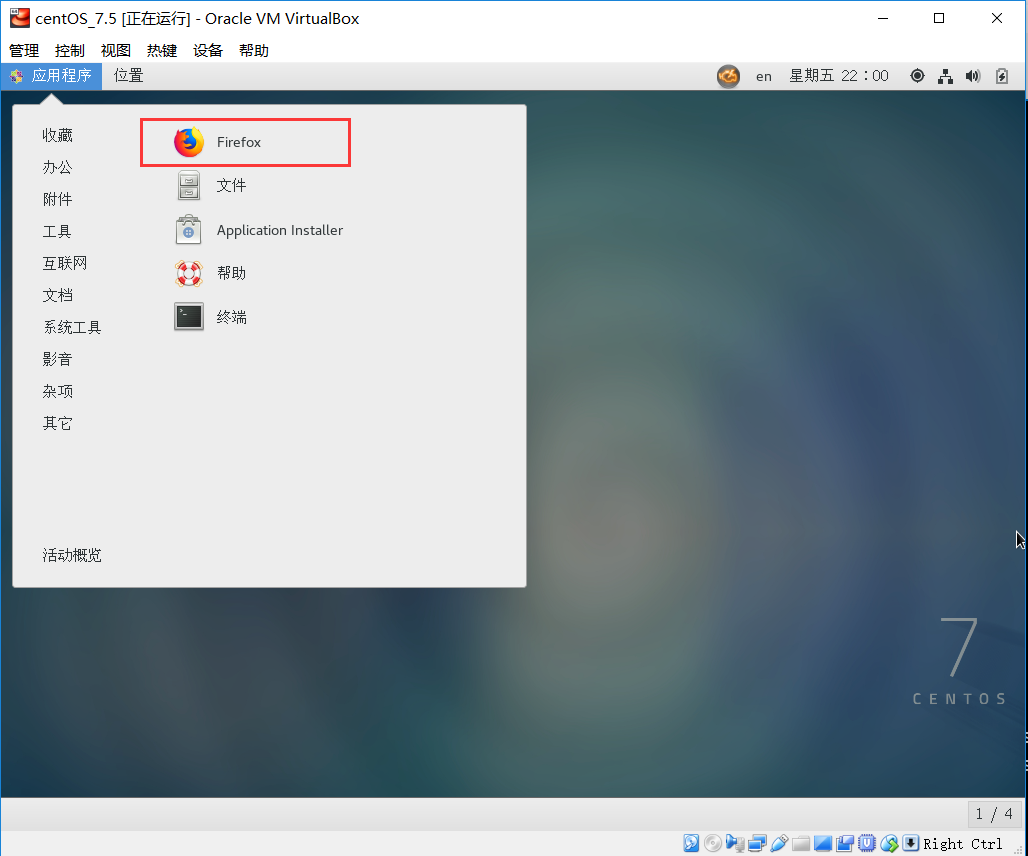 centOS_7.5 [正在运行] - Oracle VM VirtualBox
管理 控制 视图 热键 设备 帮助
应用程序 位置 en 星期五 22：00
收藏
办公
附件
工具
互联网
文档
系统工具
影音
杂项
其它
活动概览
Firefox
文件
Application Installer
帮助
终端
7
CENTOS
1 / 4
Right Ctrl